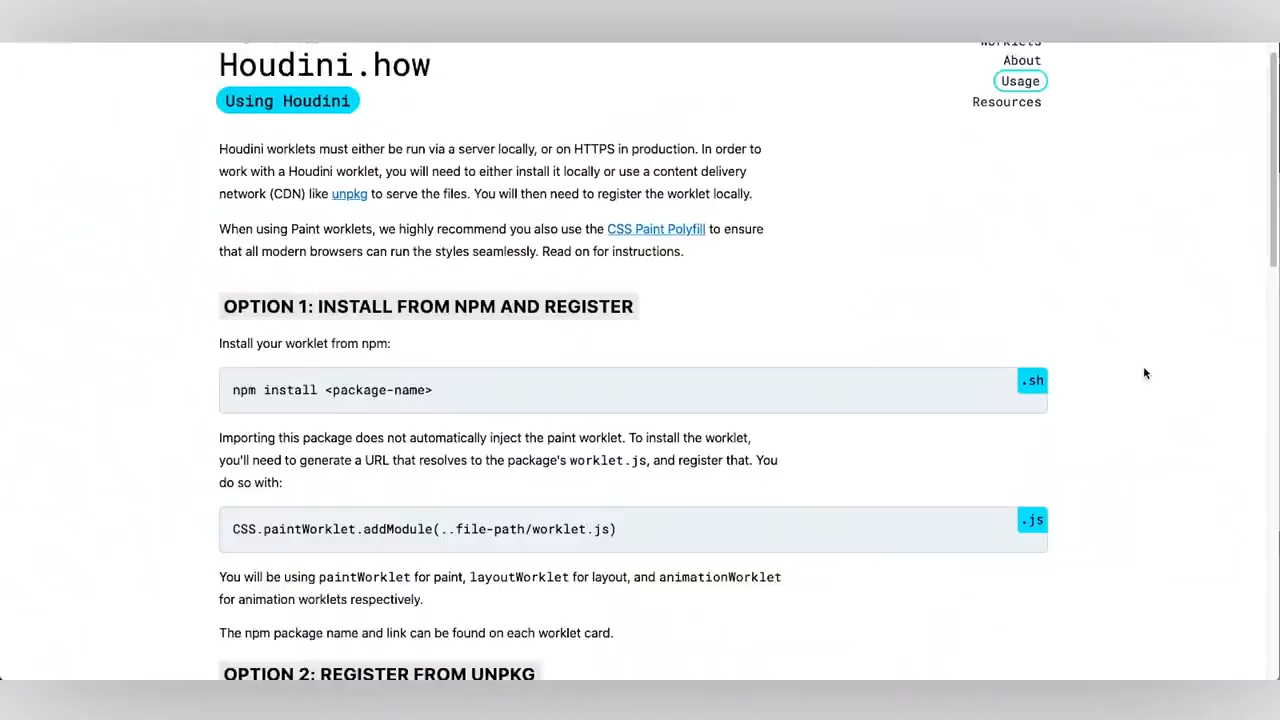 Houdini.how
Using Houdini
Worklets
About
Usage
Resources
Houdini worklets must either be run via a server locally, or on HTTPS in production. In order to
work with a Houdini worklet, you will need to either install it locally or use a content delivery
network (CDN) like unpkg to serve the files. You will then need to register the worklet locally.
When using Paint worklets, we highly recommend you also use the CSS Paint Polyfill to ensure
that all modern browsers can run the styles seamlessly. Read on for instructions.
OPTION 1: INSTALL FROM NPM AND REGISTER
Install your worklet from npm:
npm install <package-name>
.sh
Importing this package does not automatically inject the paint worklet. To install the worklet,
you'll need to generate a URL that resolves to the package's worklet.js, and register that. You
do so with:
CSS.paintWorklet.addModule(..file-path/worklet.js)
.js
You will be using paintWorklet for paint, layoutWorklet for layout, and animationWorklet
for animation worklets respectively.
The npm package name and link can be found on each worklet card.
OPTION 2: REGISTER FROM UNPKG